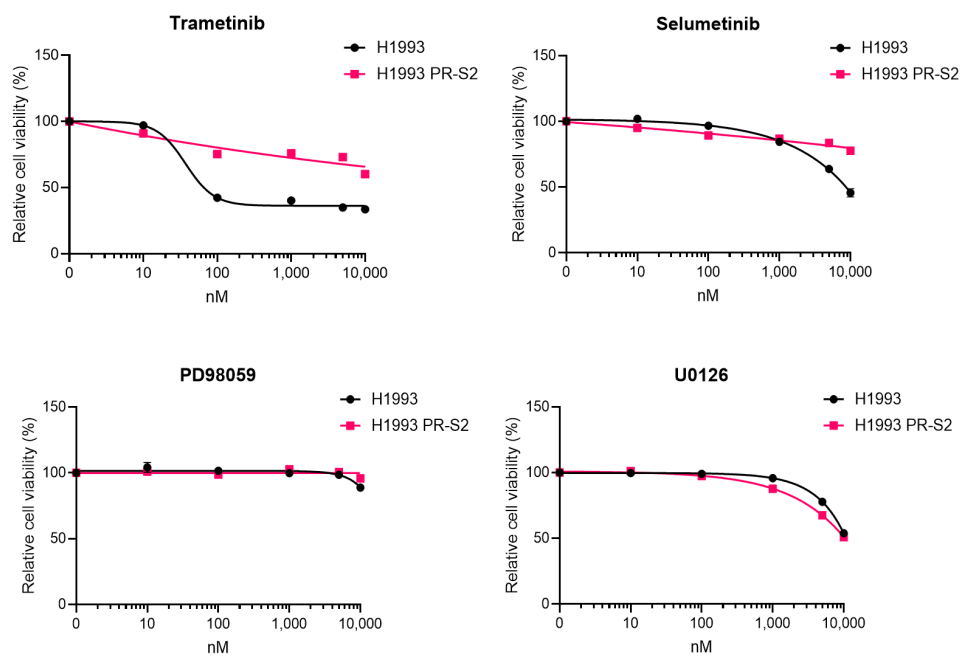 Trametinib
H1993
H1993 PR-S2
Relative cell viability (%)
150
100
50
0
0 10 100 1,000 10,000
nM
Selumetinib
H1993
H1993 PR-S2
Relative cell viability (%)
150
100
50
0
0 10 100 1,000 10,000
nM
PD98059
H1993
H1993 PR-S2
Relative cell viability (%)
150
100
50
0
0 10 100 1,000 10,000
nM
U0126
H1993
H1993 PR-S2
Relative cell viability (%)
150
100
50
0
0 10 100 1,000 10,000
nM